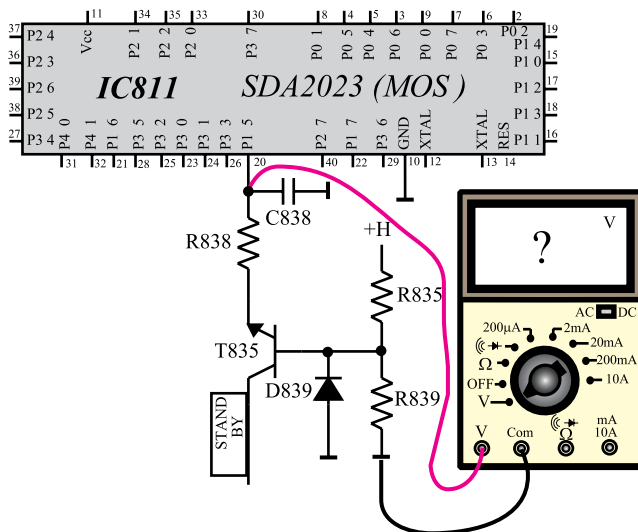 11 34 35 33 30 8 4 5 3 9 7 6 2
37 P2 4 Vcc P2 1 P2 2 P2 0 P3 7 P0 1 P0 5 P0 4 P0 6 P0 0 P0 7 P0 3 P0 2 P1 4 19
36 P2 3 P1 0 15
39 P2 6 IC811 SDA2023 (MOS) P1 2 17
38 P2 5 P1 3 18
27 P3 4 P4 0 P4 1 P1 6 P3 5 P3 2 P3 0 P3 1 P3 3 P1 5 P2 7 P1 7 P3 6 GND XTAL XTAL RES P1 1 16
31 32 21 28 25 23 24 26 20 40 22 29 10 12 13 14
C838
R838
+H
R835
T835
D839
R839
STAND
BY
V
?
AC DC
200µA 2mA
20mA
Ω 200mA
OFF 10A
V
V Com Ω mA
10A